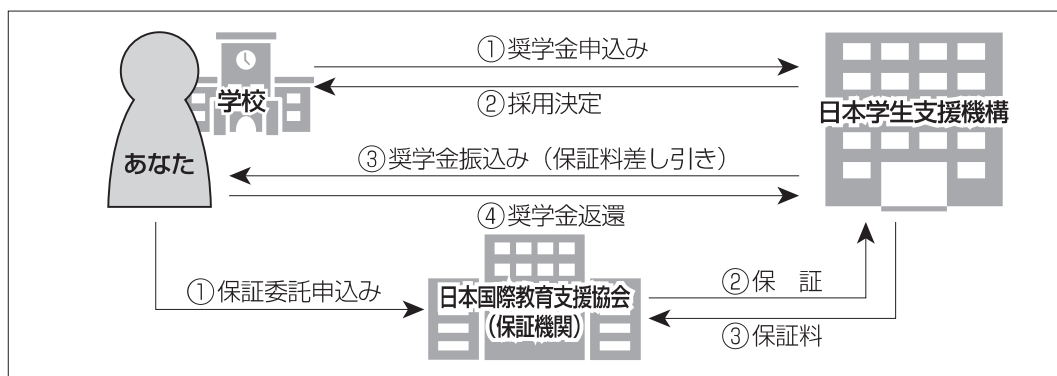 ①奨学金申込み
学校
②採用決定
日本学生支援機構
あなた
③奨学金振込み（保証料差し引き）
④奨学金返還
①保証委託申込み
日本国際教育支援協会
（保証機関）
②保　証
③保証料